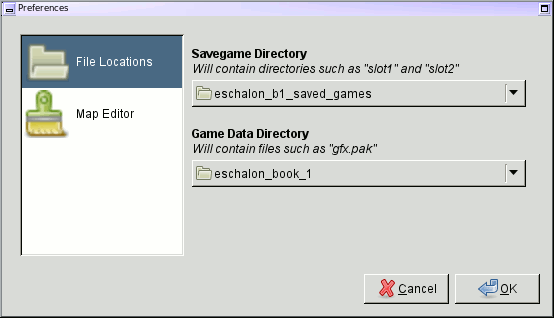 Preferences
File Locations
Map Editor
Savegame Directory
Will contain directories such as "slot1" and "slot2"
eschalon_b1_saved_games
Game Data Directory
Will contain files such as "gfx.pak"
eschalon_book_1
Cancel
OK